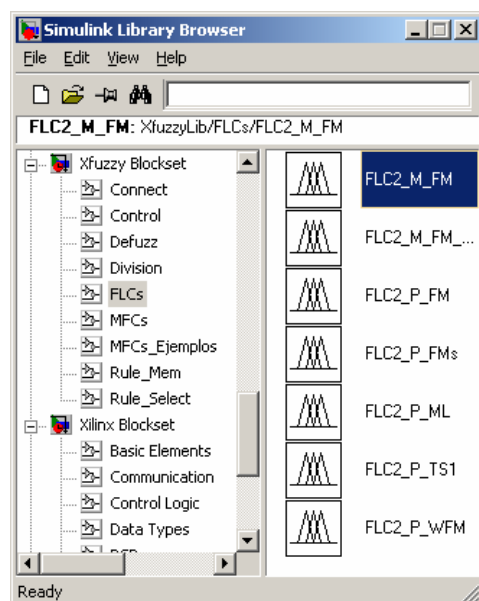 Simulink Library Browser
File Edit View Help
FLC2_M_FM: XfuzzyLib/FLCs/FLC2_M_FM
Xfuzzy Blockset
Connect
Control
Defuzz
Division
FLCs
MFCs
MFCs_Ejemplos
Rule_Mem
Rule_Select
Xilinx Blockset
Basic Elements
Communication
Control Logic
Data Types
FLC2_M_FM
FLC2_M_FM_...
FLC2_P_FM
FLC2_P_FMs
FLC2_P_ML
FLC2_P_TS1
FLC2_P_WFM
Ready